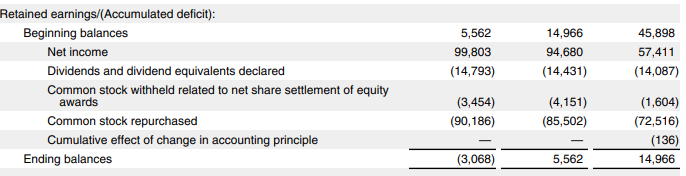 Retained earnings/(Accumulated deficit):
Beginning balances 5,562 14,966 45,898
Net income 99,803 94,680 57,411
Dividends and dividend equivalents declared (14,793) (14,431) (14,087)
Common stock withheld related to net share settlement of equity
awards (3,454) (4,151) (1,604)
Common stock repurchased (90,186) (85,502) (72,516)
Cumulative effect of change in accounting principle — — (136)
Ending balances (3,068) 5,562 14,966